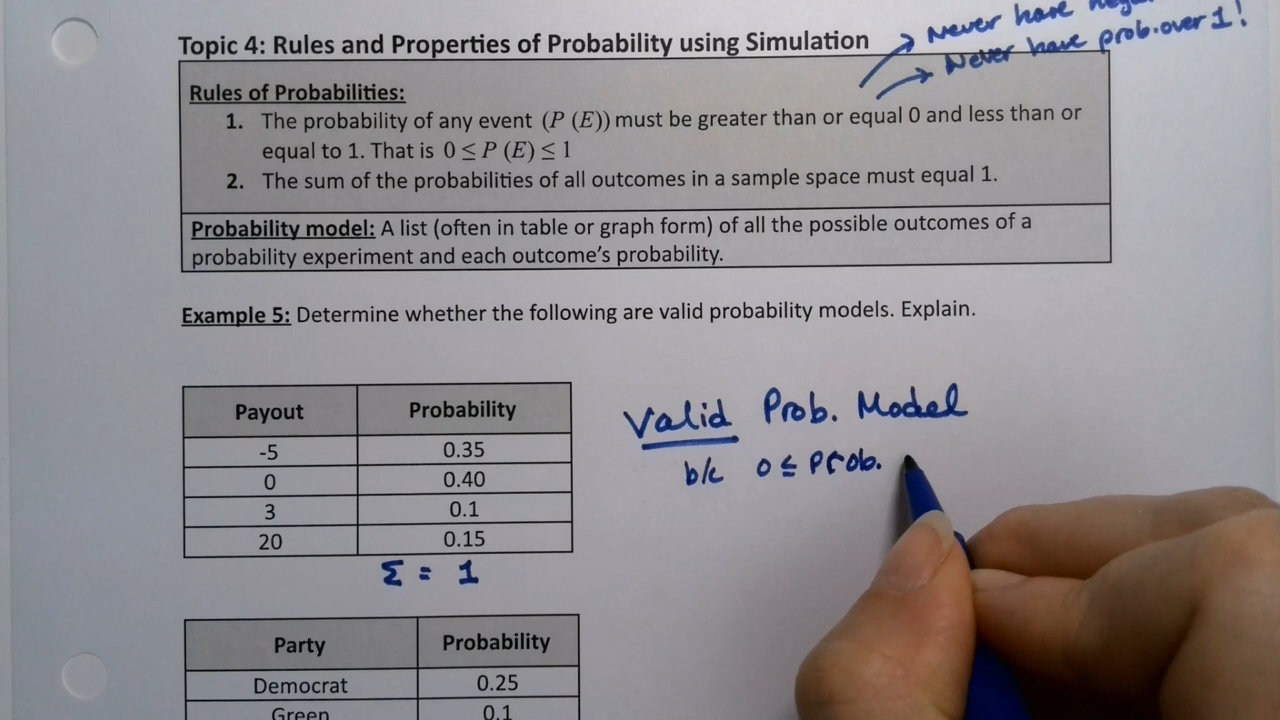 Never have
Never have prob. over 1!
Topic 4: Rules and Properties of Probability using Simulation
Rules of Probabilities:
1. The probability of any event (P (E)) must be greater than or equal 0 and less than or
equal to 1. That is 0 ≤ P (E) ≤ 1
2. The sum of the probabilities of all outcomes in a sample space must equal 1.
Probability model: A list (often in table or graph form) of all the possible outcomes of a
probability experiment and each outcome's probability.
Example 5: Determine whether the following are valid probability models. Explain.
Payout Probability
-5 0.35
0 0.40
3 0.1
20 0.15
Σ = 1
Valid Prob. Model
b/c 0 ≤ Prob.
Party Probability
Democrat 0.25
Green 0.1